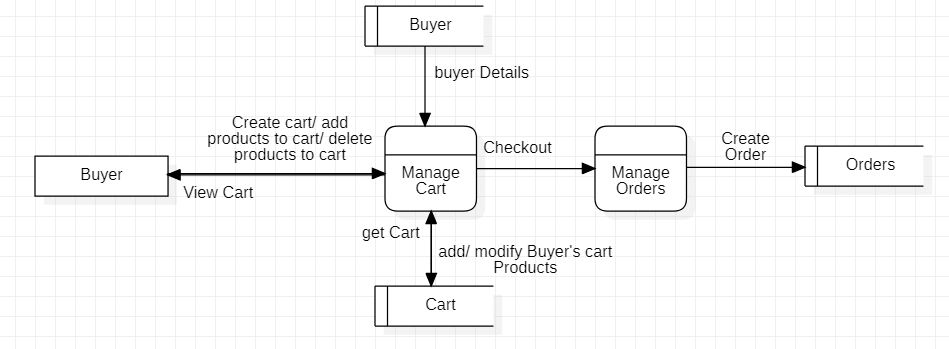 Buyer
buyer Details
Create cart/ add
products to cart/ delete
products to cart
Buyer
View Cart
Manage
Cart
Checkout
Manage
Orders
Create
Order
Orders
get Cart
add/ modify Buyer's cart
Products
Cart